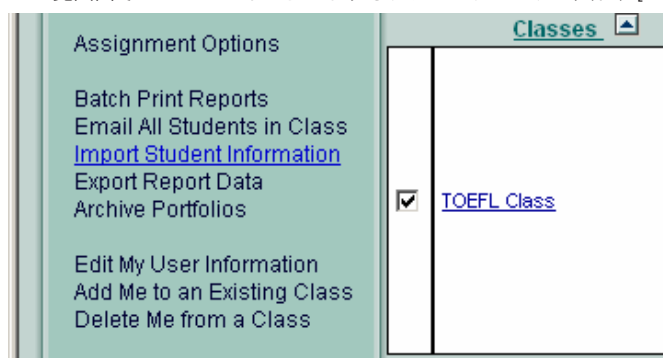 Assignment Options
Batch Print Reports
Email All Students in Class
Import Student Information
Export Report Data
Archive Portfolios
Edit My User Information
Add Me to an Existing Class
Delete Me from a Class
Classes
TOEFL Class